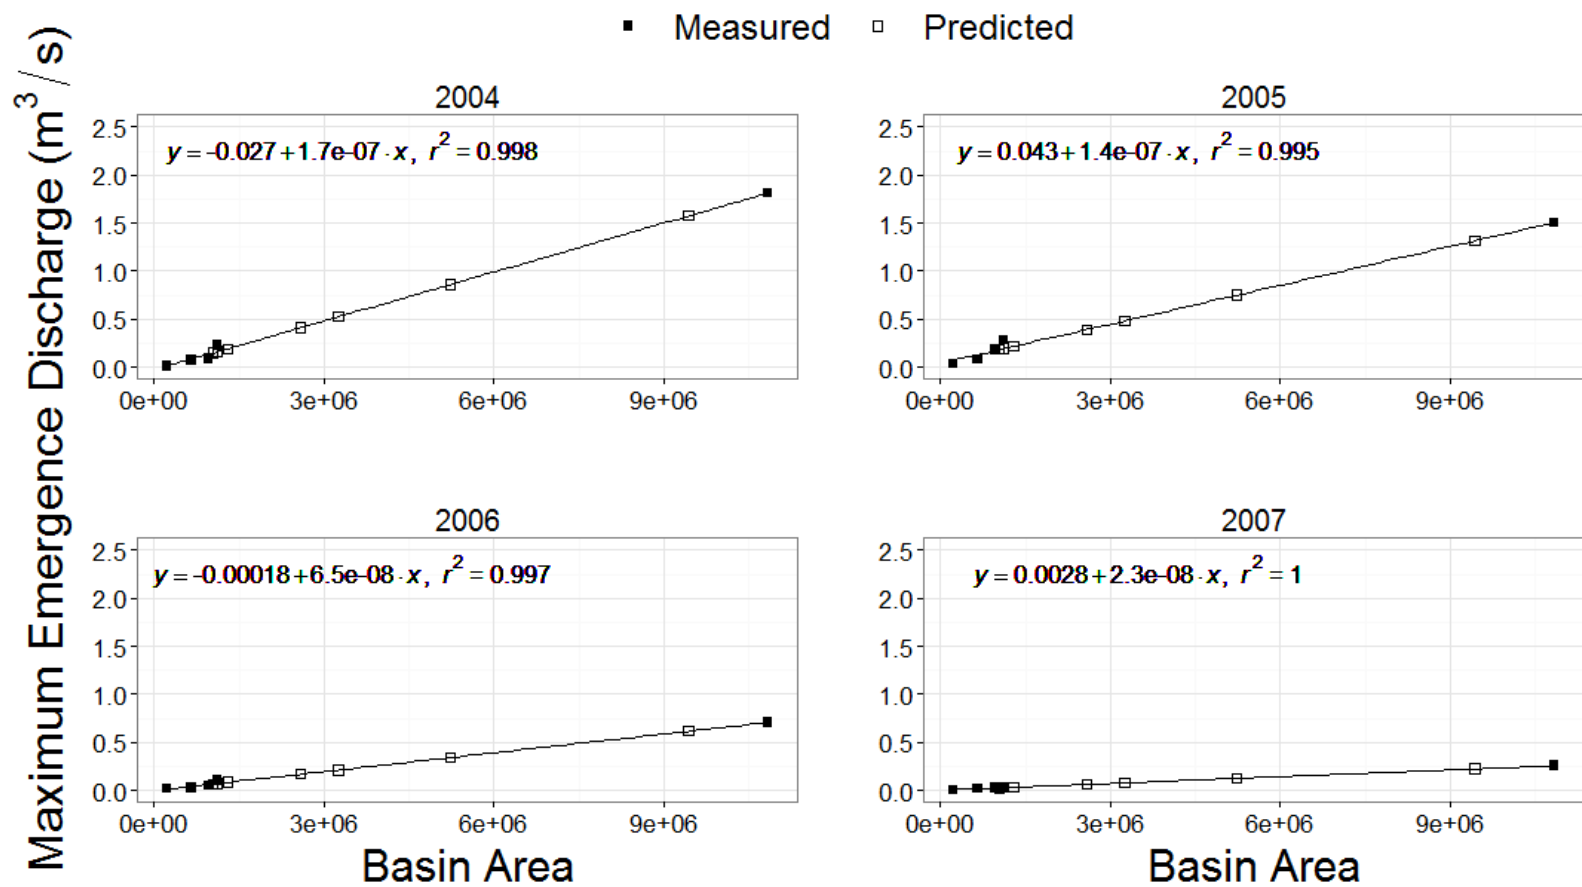 Measured Predicted
Maximum Emergence Discharge (m³/s)
2004
y = -0.027 + 1.7e-07 · x, r² = 0.998
2.5
2.0
1.5
1.0
0.5
0.0
0e+00 3e+06 6e+06 9e+06
2005
y = 0.043 + 1.4e-07 · x, r² = 0.995
2.5
2.0
1.5
1.0
0.5
0.0
0e+00 3e+06 6e+06 9e+06
2006
y = -0.00018 + 6.5e-08 · x, r² = 0.997
2.5
2.0
1.5
1.0
0.5
0.0
0e+00 3e+06 6e+06 9e+06
Basin Area
2007
y = 0.0028 + 2.3e-08 · x, r² = 1
2.5
2.0
1.5
1.0
0.5
0.0
0e+00 3e+06 6e+06 9e+06
Basin Area